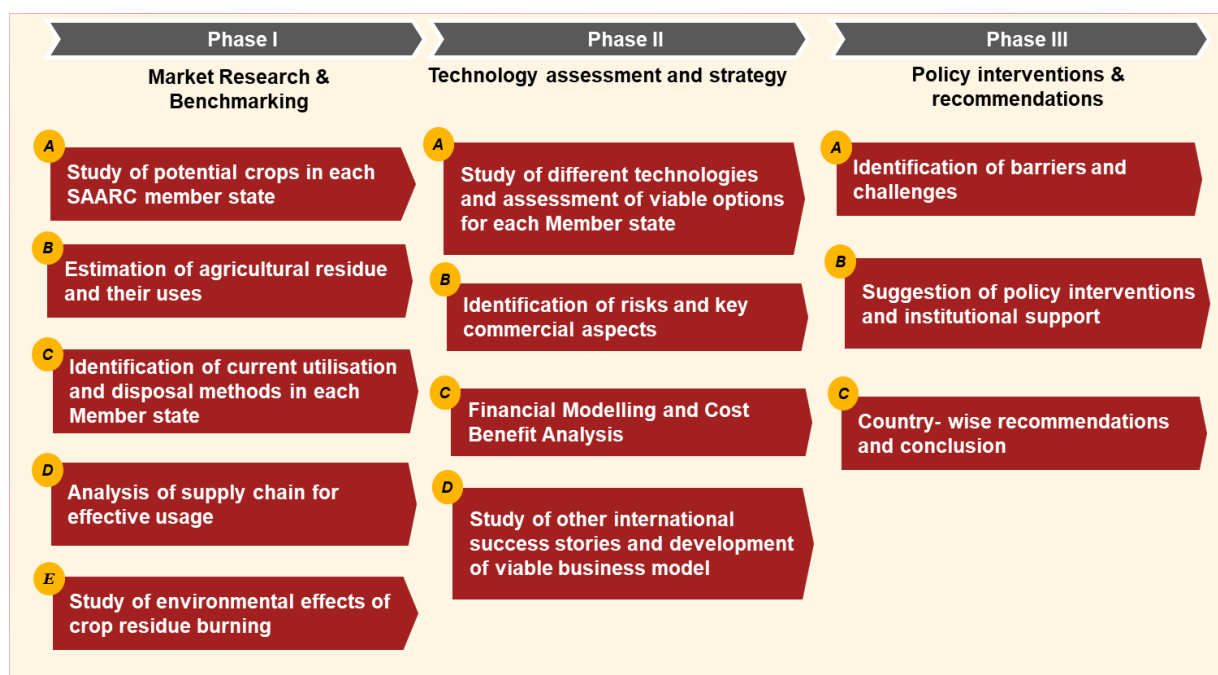 Phase I
Market Research &
Benchmarking
A
Study of potential crops in each
SAARC member state
B
Estimation of agricultural residue
and their uses
C
Identification of current utilisation
and disposal methods in each
Member state
D
Analysis of supply chain for
effective usage
E
Study of environmental effects of
crop residue burning
Phase II
Technology assessment and strategy
A
Study of different technologies
and assessment of viable options
for each Member state
B
Identification of risks and key
commercial aspects
C
Financial Modelling and Cost
Benefit Analysis
D
Study of other international
success stories and development
of viable business model
Phase III
Policy interventions &
recommendations
A
Identification of barriers and
challenges
B
Suggestion of policy interventions
and institutional support
C
Country- wise recommendations
and conclusion